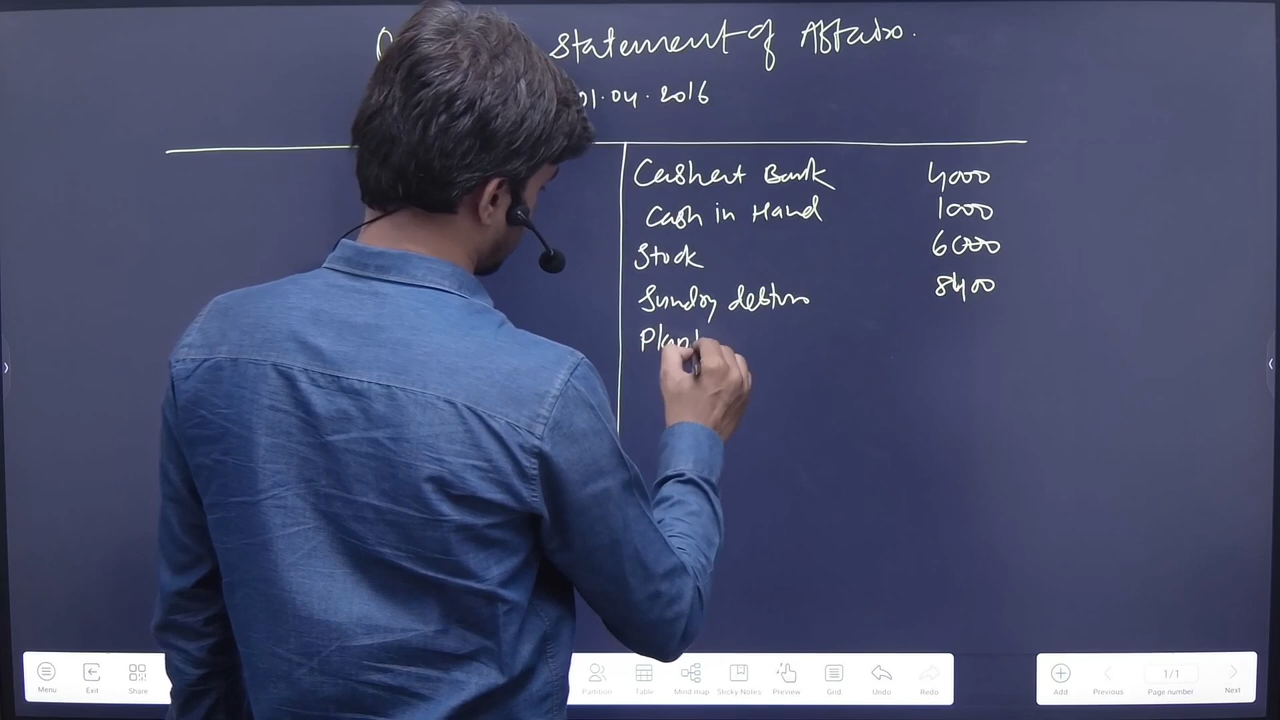 Statement of Affairs.
01.04.2016
Cash at Bank 4000
Cash in Hand 1000
Stock 6000
Sundry debtors 8400
Plant
Menu Exit Share Partition Table Mind map Sticky Notes Preview Grid Undo Redo Add Previous 1/1 Page number Next